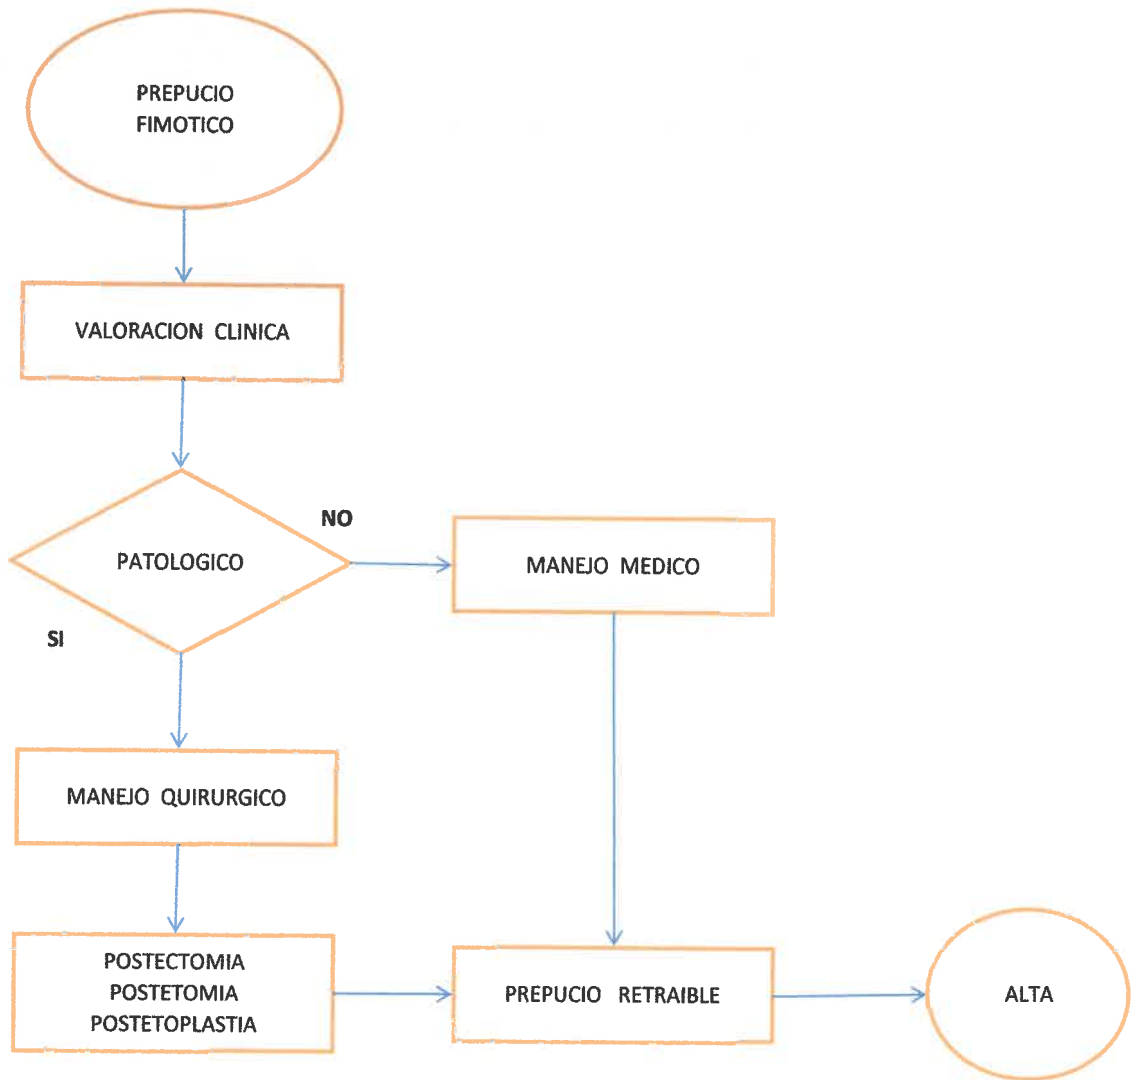 PREPUCIO
FIMOTICO
VALORACION CLINICA
NO
PATOLOGICO
MANEJO MEDICO
SI
MANEJO QUIRURGICO
POSTECTOMIA
POSTETOMIA
POSTETOPLASTIA
PREPUCIO RETRAIBLE
ALTA